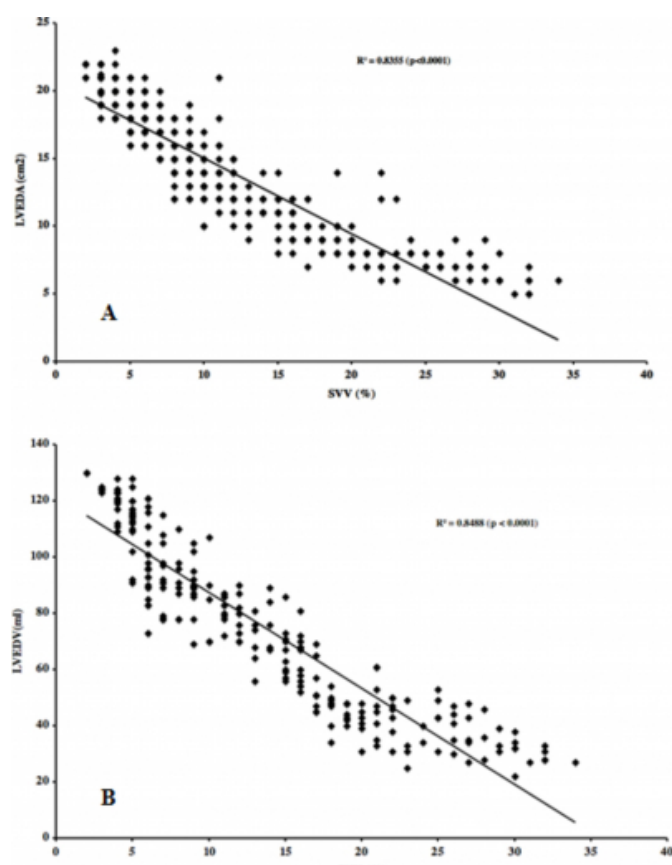 25
R² = 0.8355 (p<0.0001)
20
15
LVEDA (cm2)
10
5
A
0
0 5 10 15 20 25 30 35 40
SVV (%)
140
120
R² = 0.8488 (p < 0.0001)
100
80
LVEDV(ml)
60
40
20
B
0
0 5 10 15 20 25 30 35 40